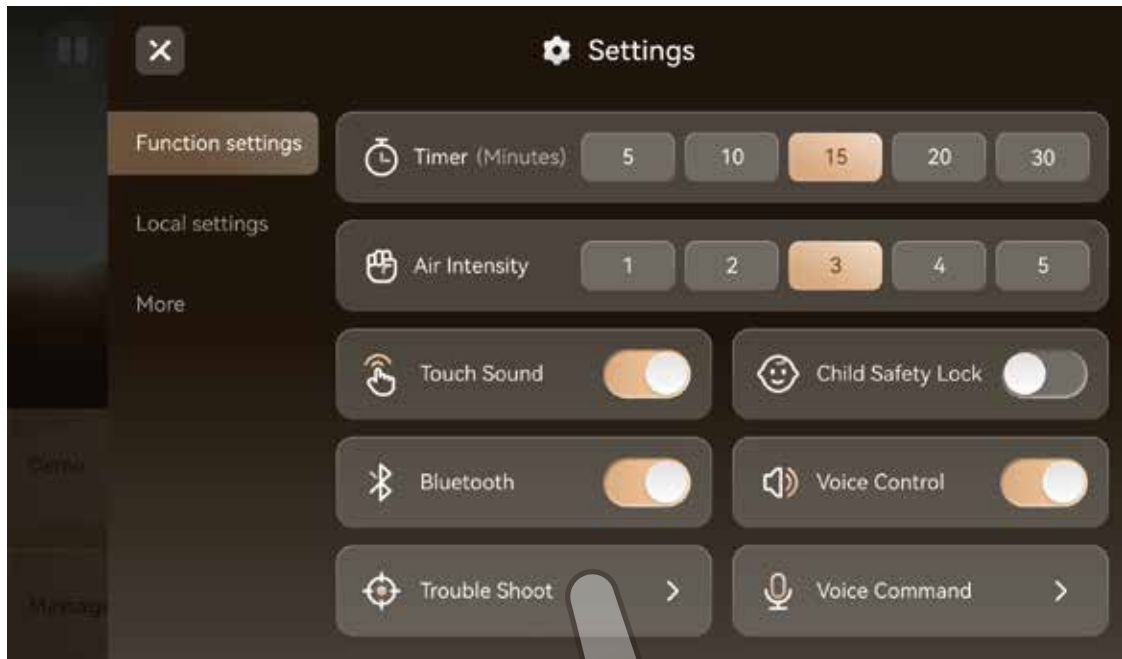 Settings
Function settings
Local settings
More
Timer (Minutes) 5 10 15 20 30
Air Intensity 1 2 3 4 5
Touch Sound
Child Safety Lock
Bluetooth
Voice Control
Trouble Shoot
Voice Command
Demo